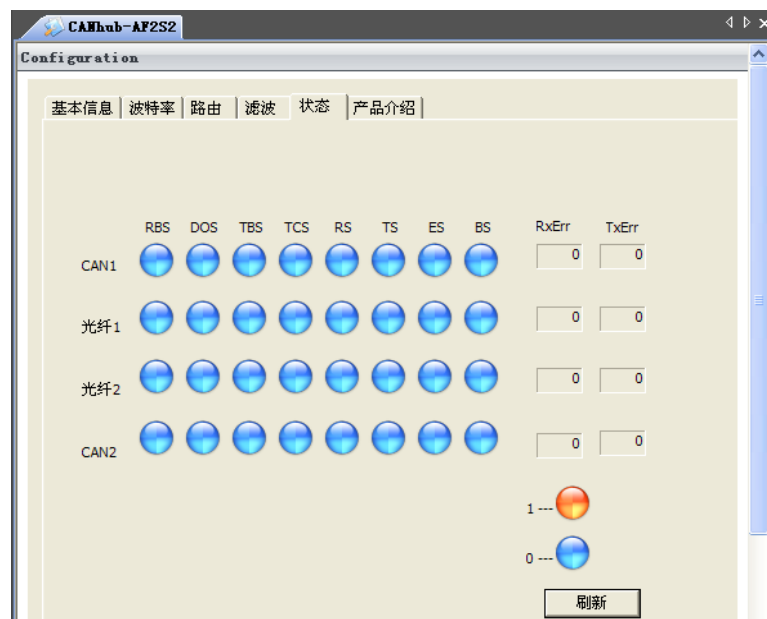 CANhub-AF2S2
Configuration
基本信息 波特率 路由 滤波 状态 产品介绍
RBS DOS TBS TCS RS TS ES BS RxErr TxErr
CAN1 0 0
光纤1 0 0
光纤2 0 0
CAN2 0 0
1 ---
0 ---
刷新